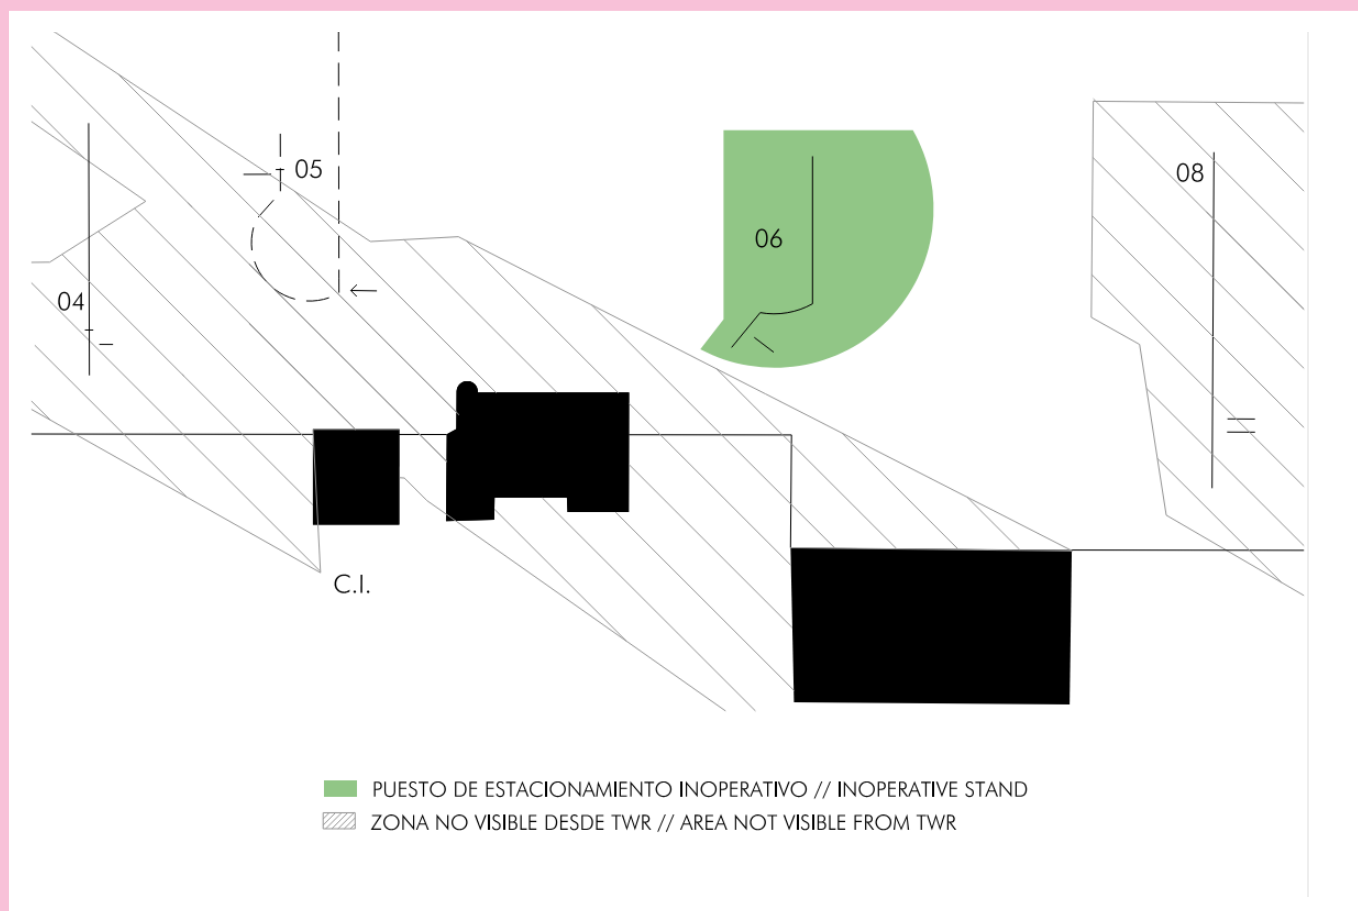 05
08
06
04
C.I.
PUESTO DE ESTACIONAMIENTO INOPERATIVO // INOPERATIVE STAND
ZONA NO VISIBLE DESDE TWR // AREA NOT VISIBLE FROM TWR